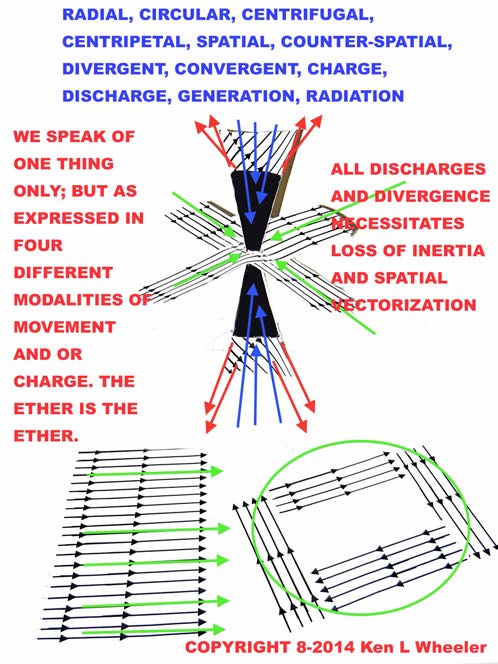 RADIAL, CIRCULAR, CENTRIFUGAL,
CENTRIPETAL, SPATIAL, COUNTER-SPATIAL,
DIVERGENT, CONVERGENT, CHARGE,
DISCHARGE, GENERATION, RADIATION
WE SPEAK OF
ONE THING
ONLY; BUT AS
EXPRESSED IN
FOUR
DIFFERENT
MODALITIES OF
MOVEMENT
AND OR
CHARGE. THE
ETHER IS THE
ETHER.
ALL DISCHARGES
AND DIVERGENCE
NECESSITATES
LOSS OF INERTIA
AND SPATIAL
VECTORIZATION
COPYRIGHT 8-2014 Ken L Wheeler